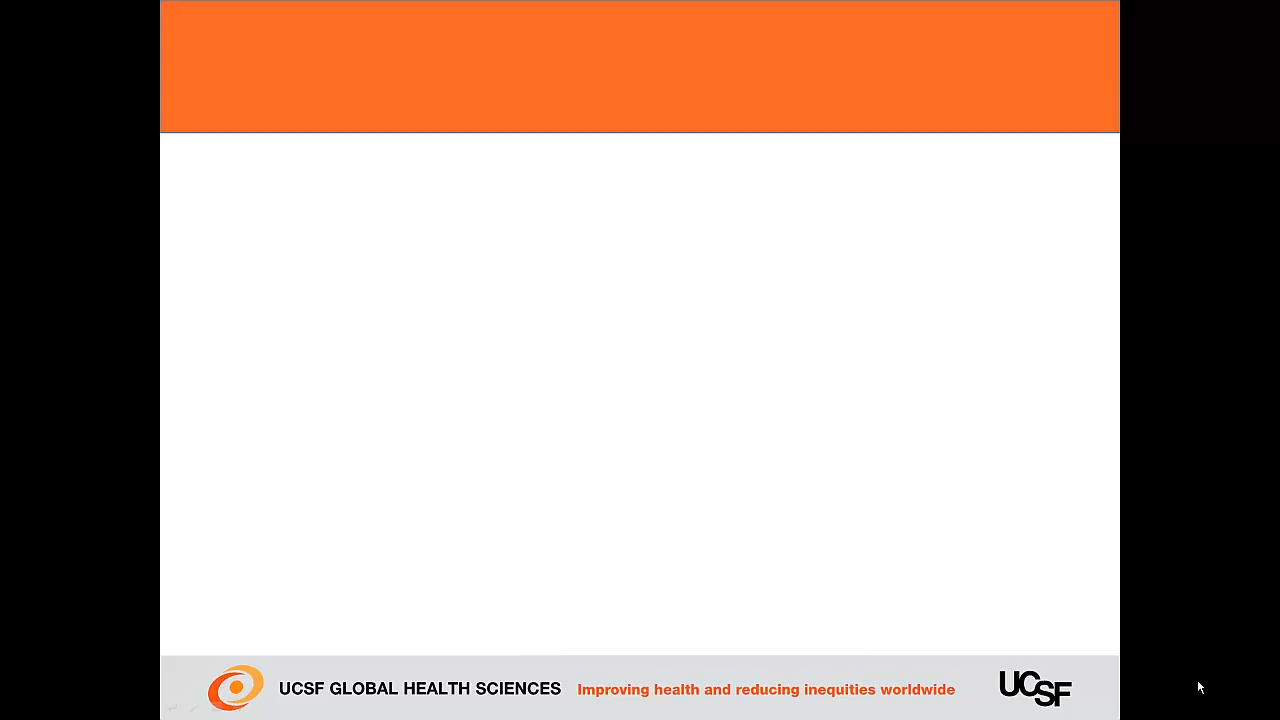 UCSF GLOBAL HEALTH SCIENCES Improving health and reducing inequities worldwide UCSF